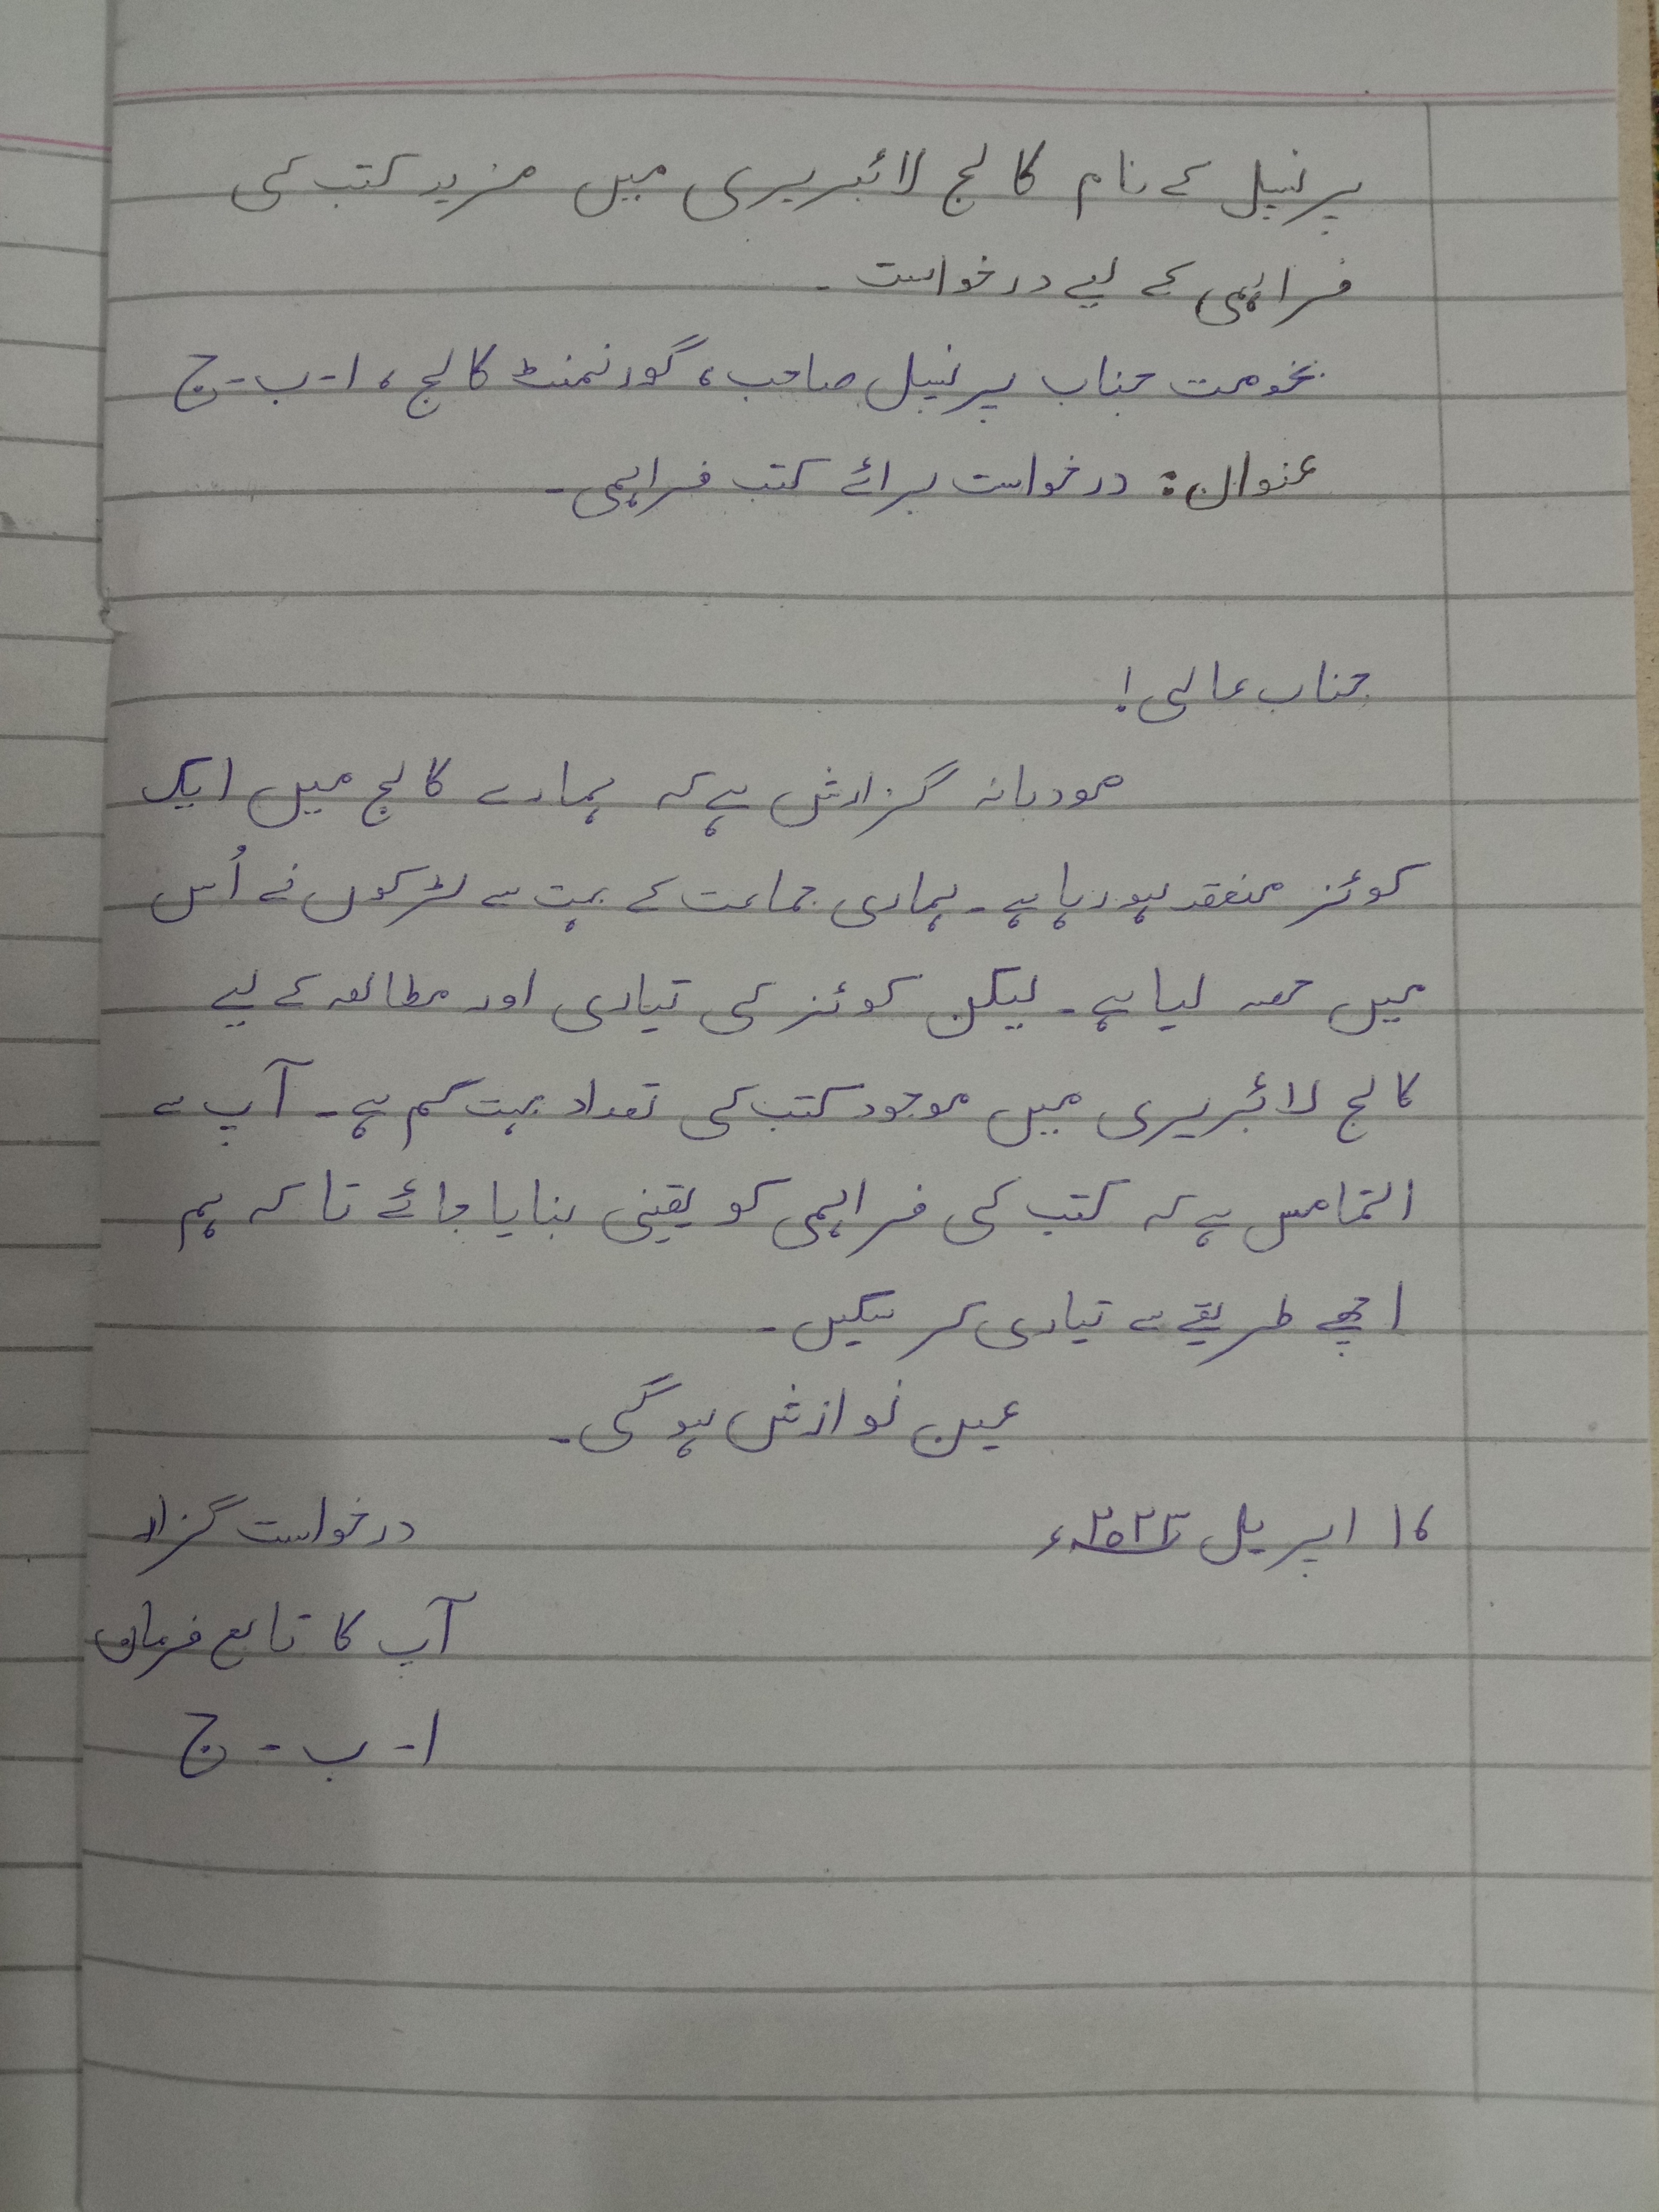 پرنسپل کے نام کالج لائبریری میں مزید کتب کی
فراہمی کے لیے درخواست۔
بخدمت جناب پرنسپل صاحب، گورنمنٹ کالج، ا۔ب۔ج
عنوان: درخواست برائے کتب فراہمی۔
جناب عالی!
مودبانہ گزارش ہے کہ ہمارے کالج میں ایک
کوئز منعقد ہو رہا ہے۔ ہماری جماعت کے بہت سے لڑکوں نے اُس
میں حصہ لیا ہے۔ لیکن کوئز کی تیاری اور مطالعہ کے لیے
کالج لائبریری میں موجود کتب کی تعداد بہت کم ہے۔ آپ سے
التماس ہے کہ کتب کی فراہمی کو یقینی بنایا جائے تا کہ ہم
اچھے طریقے سے تیاری کر سکیں۔
عین نوازش ہو گی۔
۱۶ اپریل ۲۰۲۳ء
درخواست گزار
آپ کا تابع فرمان
ا۔ ب۔ ج